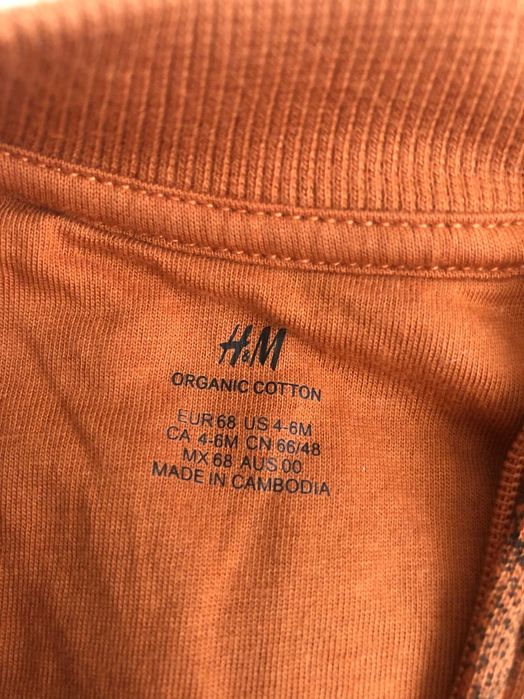 H&M
ORGANIC COTTON
EUR 68 US 4-6M
CA 4-6M CN 66/48
MX 68 AUS 00
MADE IN CAMBODIA